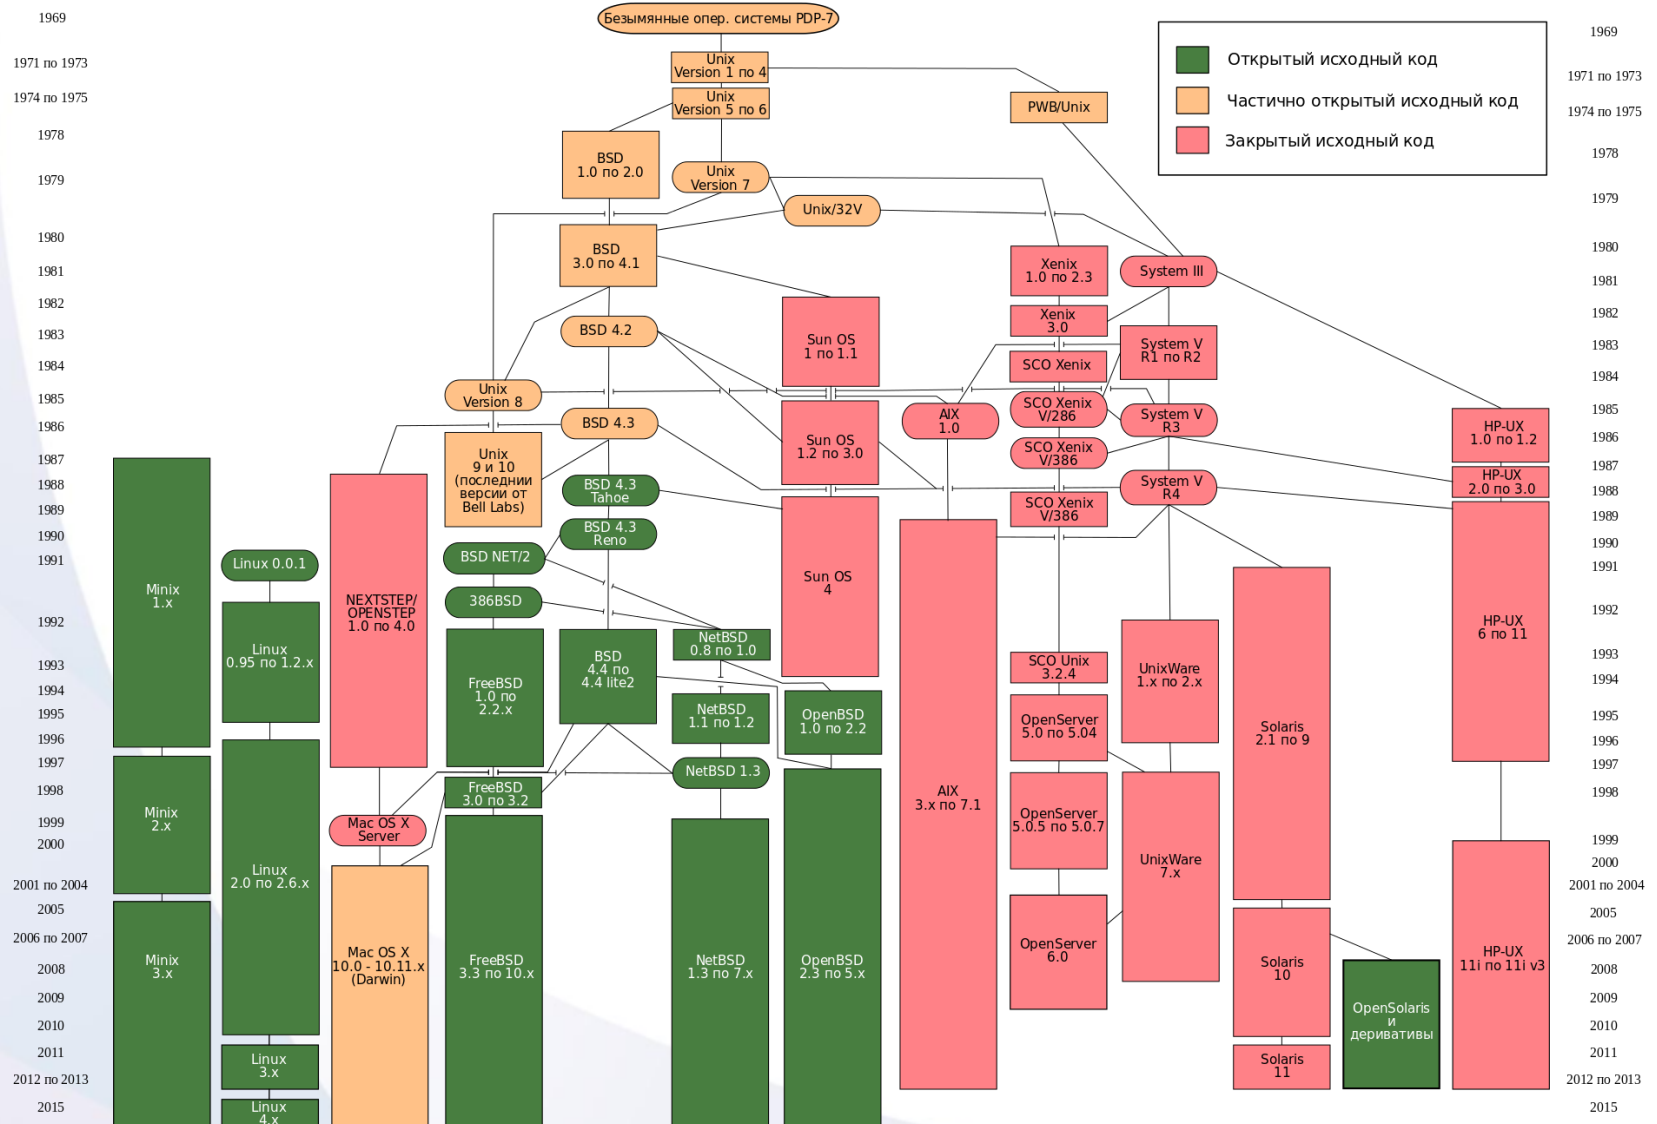 1969
1971 по 1973
1974 по 1975
1978
1979
1980
1981
1982
1983
1984
1985
1986
1987
1988
1989
1990
1991
1992
1993
1994
1995
1996
1997
1998
1999
2000
2001 по 2004
2005
2006 по 2007
2008
2009
2010
2011
2012 по 2013
2015
Безымянные опер. системы PDP-7
Unix
Version 1 по 4
Unix
Version 5 по 6
PWB/Unix
BSD
1.0 по 2.0
Unix
Version 7
Unix/32V
BSD
3.0 по 4.1
Xenix
1.0 по 2.3
System III
Xenix
3.0
BSD 4.2
Sun OS
1 по 1.1
System V
R1 по R2
SCO Xenix
Unix
Version 8
SCO Xenix
V/286
AIX
1.0
System V
R3
BSD 4.3
HP-UX
1.0 по 1.2
Sun OS
1.2 по 3.0
SCO Xenix
V/386
Unix
9 и 10
(последнии
версии от
Bell Labs)
HP-UX
2.0 по 3.0
BSD 4.3
Tahoe
System V
R4
SCO Xenix
V/386
BSD 4.3
Reno
BSD NET/2
Linux 0.0.1
Minix
1.x
Sun OS
4
386BSD
NEXTSTEP/
OPENSTEP
1.0 по 4.0
HP-UX
6 по 11
Linux
0.95 по 1.2.x
NetBSD
0.8 по 1.0
BSD
4.4 по
4.4 lite2
SCO Unix
3.2.4
UnixWare
1.x по 2.x
FreeBSD
1.0 по
2.2.x
NetBSD
1.1 по 1.2
OpenBSD
1.0 по 2.2
OpenServer
5.0 по 5.04
Solaris
2.1 по 9
NetBSD 1.3
FreeBSD
3.0 по 3.2
AIX
3.x по 7.1
Minix
2.x
Mac OS X
Server
OpenServer
5.0.5 по 5.0.7
UnixWare
7.x
Linux
2.0 по 2.6.x
Minix
3.x
Mac OS X
10.0 - 10.11.x
(Darwin)
FreeBSD
3.3 по 10.x
NetBSD
1.3 по 7.x
OpenBSD
2.3 по 5.x
OpenServer
6.0
Solaris
10
HP-UX
11i по 11i v3
OpenSolaris
и
деривативы
Linux
3.x
Solaris
11
Linux
4.x
Открытый исходный код
Частично открытый исходный код
Закрытый исходный код
1969
1971 по 1973
1974 по 1975
1978
1979
1980
1981
1982
1983
1984
1985
1986
1987
1988
1989
1990
1991
1992
1993
1994
1995
1996
1997
1998
1999
2000
2001 по 2004
2005
2006 по 2007
2008
2009
2010
2011
2012 по 2013
2015